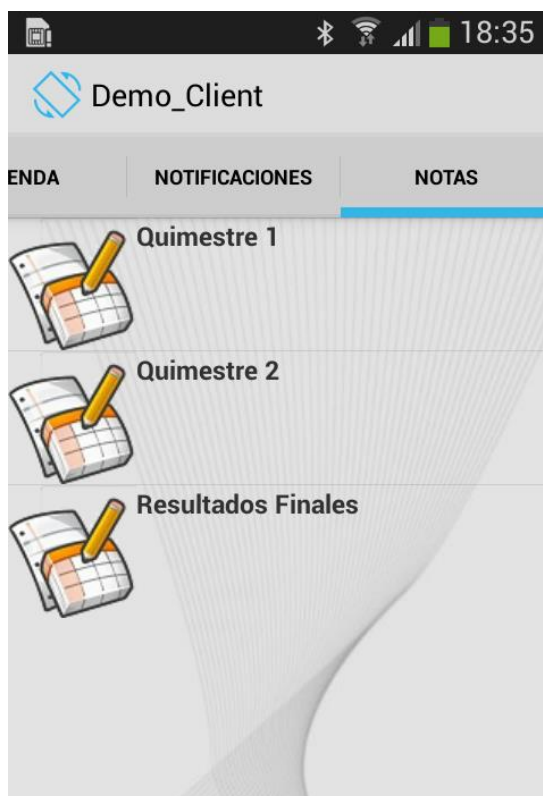 18:35
Demo_Client
ENDA NOTIFICACIONES NOTAS
Quimestre 1
Quimestre 2
Resultados Finales